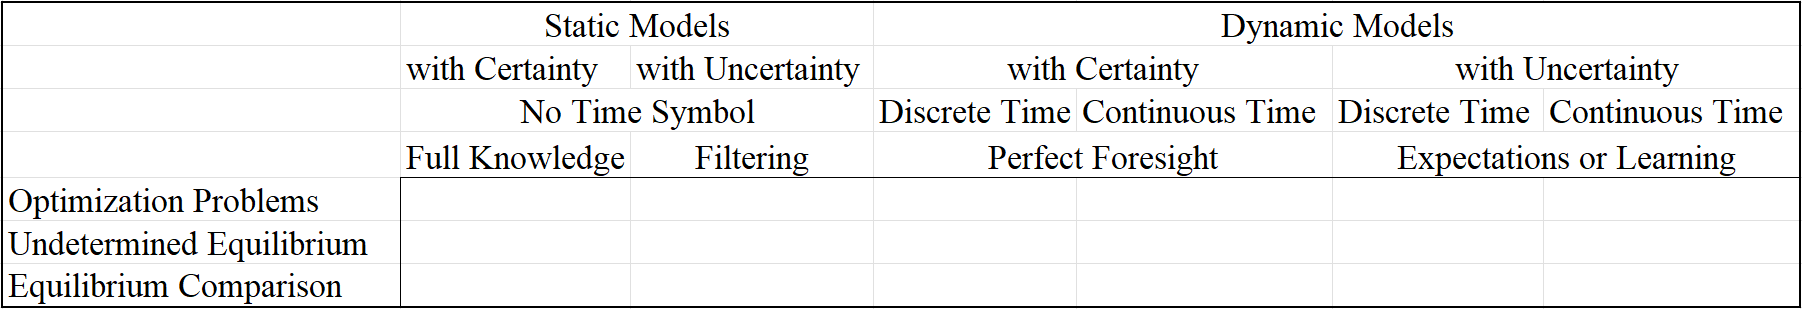 Static Models Dynamic Models
with Certainty with Uncertainty with Certainty with Uncertainty
No Time Symbol Discrete Time Continuous Time Discrete Time Continuous Time
Full Knowledge Filtering Perfect Foresight Expectations or Learning
Optimization Problems
Undetermined Equilibrium
Equilibrium Comparison